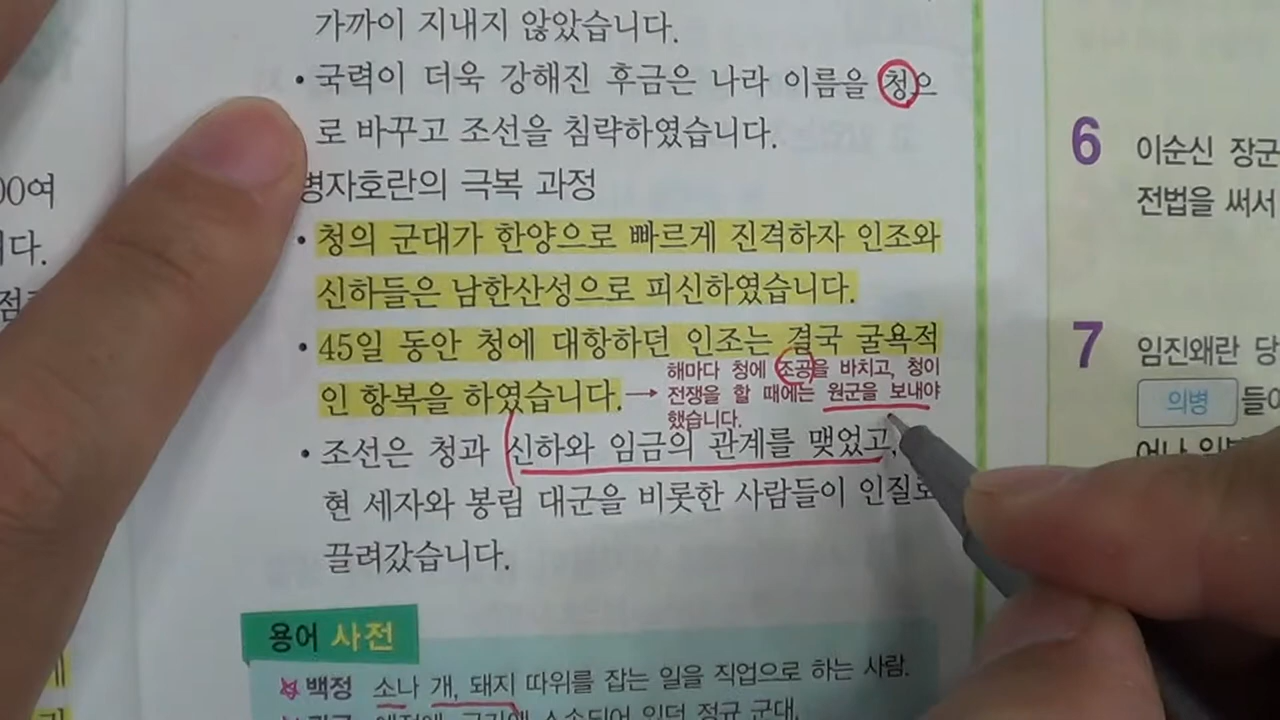 가까이 지내지 않았습니다.
• 국력이 더욱 강해진 후금은 나라 이름을 청으
로 바꾸고 조선을 침략하였습니다.
병자호란의 극복 과정
• 청의 군대가 한양으로 빠르게 진격하자 인조와
신하들은 남한산성으로 피신하였습니다.
• 45일 동안 청에 대항하던 인조는 결국 굴욕적
인 항복을 하였습니다.
→ 해마다 청에 조공을 바치고, 청이
전쟁을 할 때에는 원군을 보내야
했습니다.
• 조선은 청과 신하와 임금의 관계를 맺었고,
현 세자와 봉림 대군을 비롯한 사람들이 인질로
끌려갔습니다.
용어 사전
백정 소나 개, 돼지 따위를 잡는 일을 직업으로 하는 사람.
소속되어 있던 정규 군대.
00여
다.
6 이순신 장군
전법을 써서
7 임진왜란 당
의병 들이